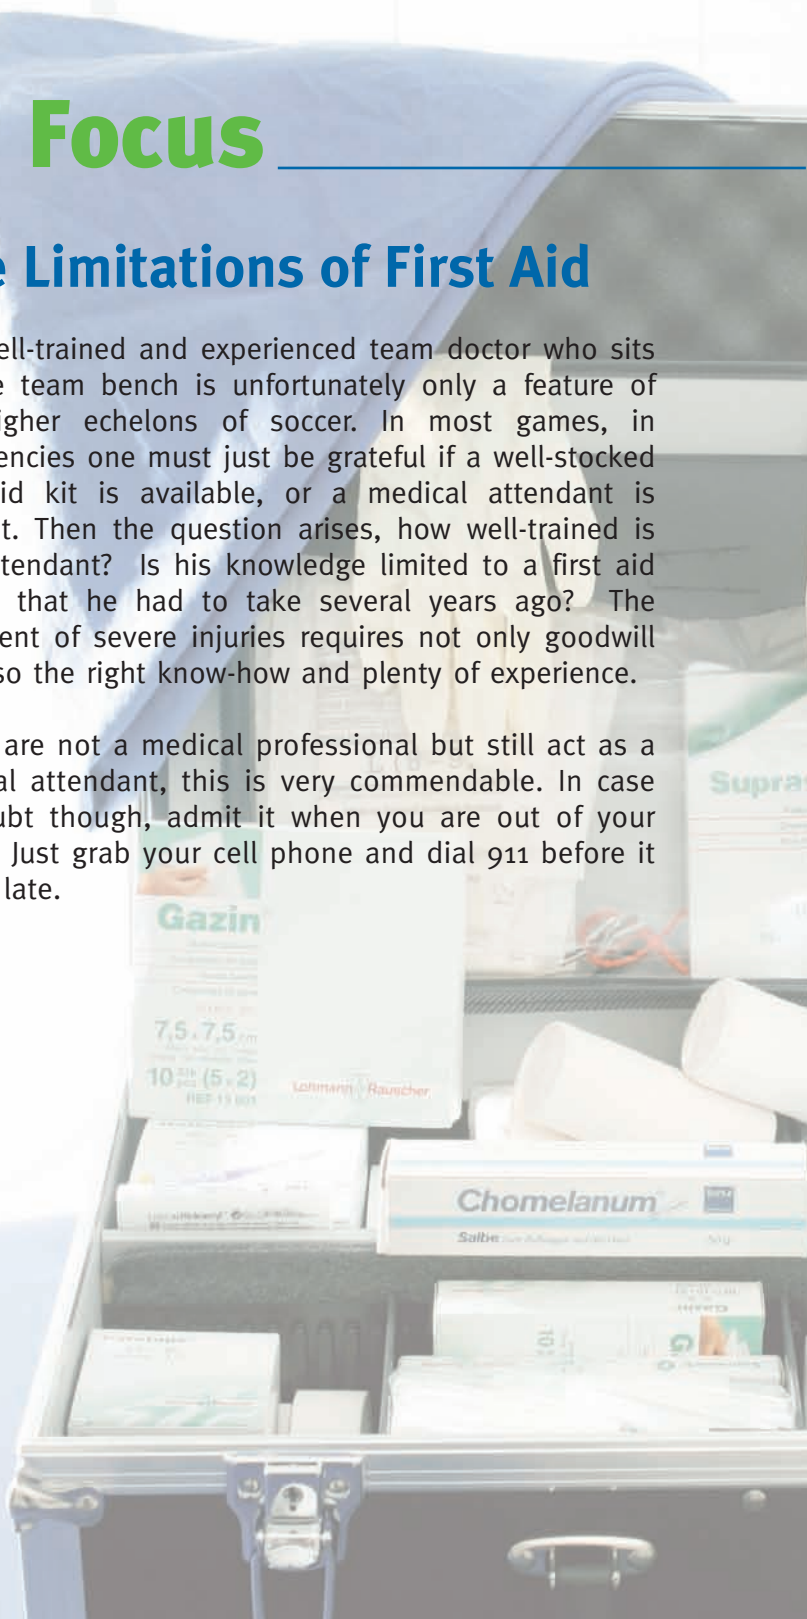 Focus
e Limitations of First Aid
ell-trained and experienced team doctor who sits
e team bench is unfortunately only a feature of
igher echelons of soccer. In most games, in
encies one must just be grateful if a well-stocked
id kit is available, or a medical attendant is
t. Then the question arises, how well-trained is
tendant? Is his knowledge limited to a first aid
that he had to take several years ago? The
ent of severe injuries requires not only goodwill
so the right know-how and plenty of experience.
are not a medical professional but still act as a
al attendant, this is very commendable. In case
ubt though, admit it when you are out of your
Just grab your cell phone and dial 911 before it
late.
Supras
Gazin
7,5 x 7,5 cm
10 (5 x 2)
Lohmann Rauscher
Chomelanum
Salbe
50 g